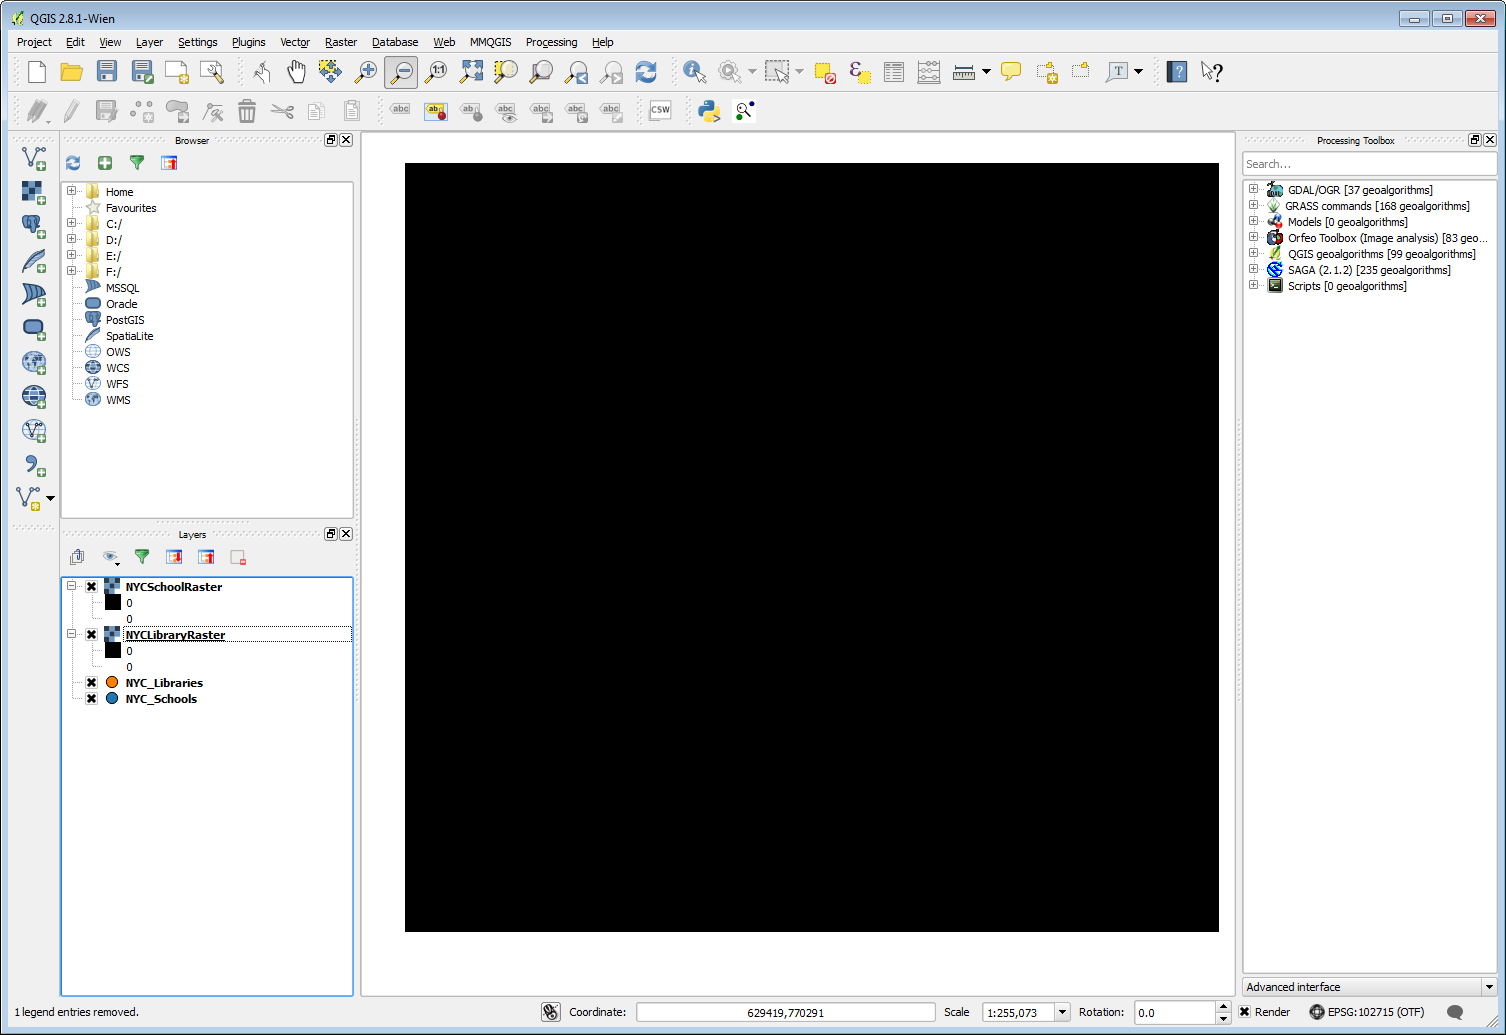 QGIS 2.8.1-Wien
Project Edit View Layer Settings Plugins Vector Raster Database Web MMQGIS Processing Help
1:1
T
?
?
abc
ab
ab
abc
abc
abc
abc
CSW
Browser
Home
Favourites
C:/
D:/
E:/
F:/
MSSQL
Oracle
PostGIS
SpatiaLite
OWS
WCS
WFS
WMS
Layers
NYCSchoolRaster
0
0
NYCLibraryRaster
0
0
NYC_Libraries
NYC_Schools
Processing Toolbox
Search...
GDAL/OGR [37 geoalgorithms]
GRASS commands [168 geoalgorithms]
Models [0 geoalgorithms]
Orfeo Toolbox (Image analysis) [83 geo...
QGIS geoalgorithms [99 geoalgorithms]
SAGA (2.1.2) [235 geoalgorithms]
Scripts [0 geoalgorithms]
Advanced interface
1 legend entries removed.
Coordinate: 629419,770291 Scale 1:255,073 Rotation: 0.0 Render EPSG:102715 (OTF)